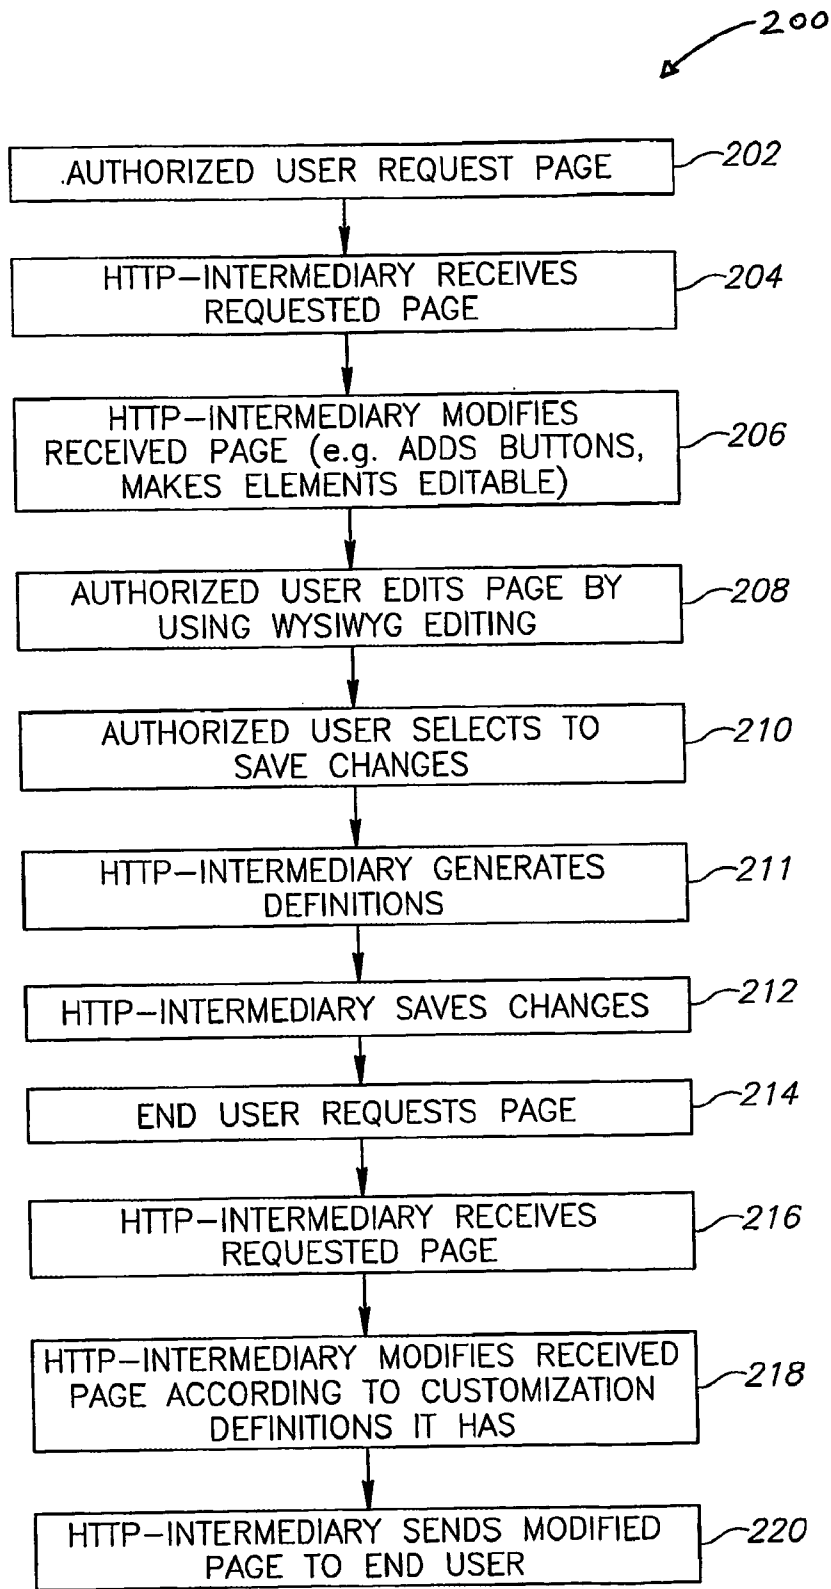 200
AUTHORIZED USER REQUEST PAGE
202
HTTP-INTERMEDIARY RECEIVES
REQUESTED PAGE
204
HTTP-INTERMEDIARY MODIFIES
RECEIVED PAGE (e.g. ADDS BUTTONS,
MAKES ELEMENTS EDITABLE)
206
AUTHORIZED USER EDITS PAGE BY
USING WYSIWYG EDITING
208
AUTHORIZED USER SELECTS TO
SAVE CHANGES
210
HTTP-INTERMEDIARY GENERATES
DEFINITIONS
211
HTTP-INTERMEDIARY SAVES CHANGES
212
END USER REQUESTS PAGE
214
HTTP-INTERMEDIARY RECEIVES
REQUESTED PAGE
216
HTTP-INTERMEDIARY MODIFIES RECEIVED
PAGE ACCORDING TO CUSTOMIZATION
DEFINITIONS IT HAS
218
HTTP-INTERMEDIARY SENDS MODIFIED
PAGE TO END USER
220